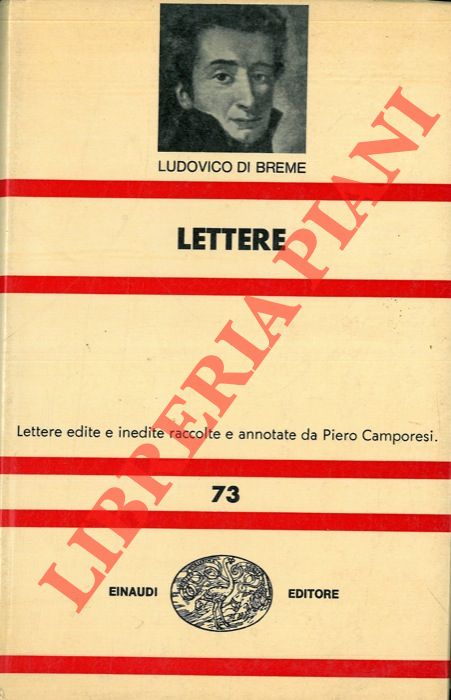 LUDOVICO DI BREME
LETTERE
Lettere edite e inedite raccolte e annotate da Piero Camporesi.
73
EINAUDI EDITORE
LIBRERIA PIANI